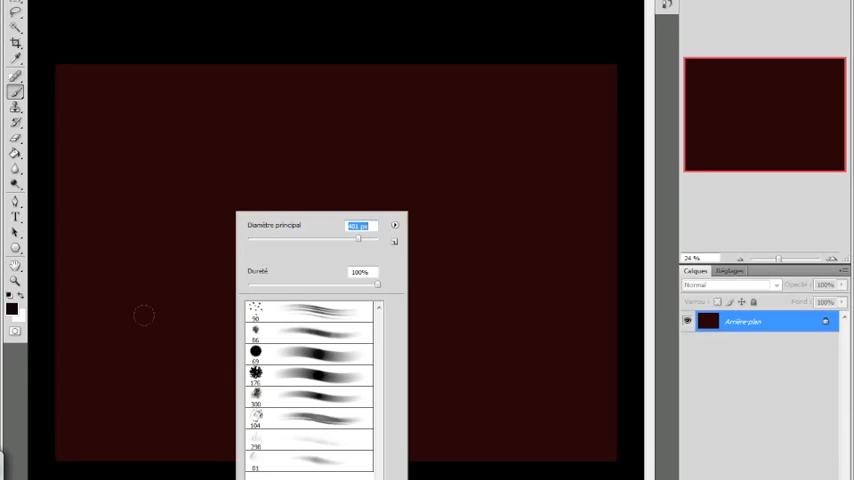 Diamètre principal 401 px
Dureté 100%
90
86
69
176
300
104
298
81
24 %
Calques Réglages
Normal Opacité : 100%
Verrou : Fond : 100%
Arrière-plan